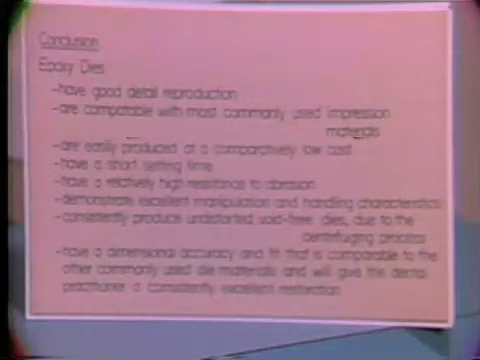 Conclusion
Epoxy Dies
-have good detail reproduction
-are compatable with most commonly used impression
materials
-are easily produced at a comparatively low cost
-have a short setting time
-have a relatively high resistance to abrasion
-demonstrate excellent manipulation and handling characteristics
-consistently produce undistorted void-free dies, due to the
centrifuging process
-have a dimensional accuracy and fit that is comparable to the
other commonly used die materials and will give the dental
practitioner a consistently excellent restoration